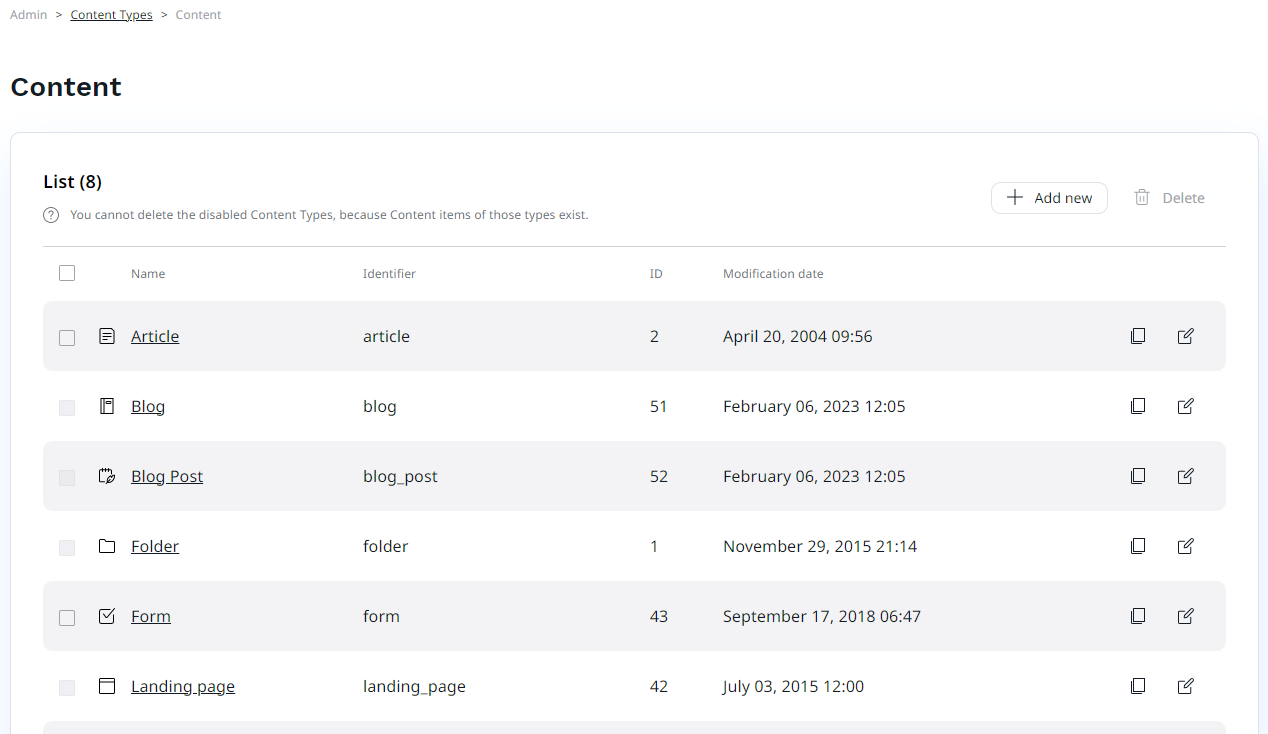 Admin > Content Types > Content
Content
List (8)
You cannot delete the disabled Content Types, because Content items of those types exist.
Add new Delete
Name Identifier ID Modification date
Article article 2 April 20, 2004 09:56
Blog blog 51 February 06, 2023 12:05
Blog Post blog_post 52 February 06, 2023 12:05
Folder folder 1 November 29, 2015 21:14
Form form 43 September 17, 2018 06:47
Landing page landing_page 42 July 03, 2015 12:00